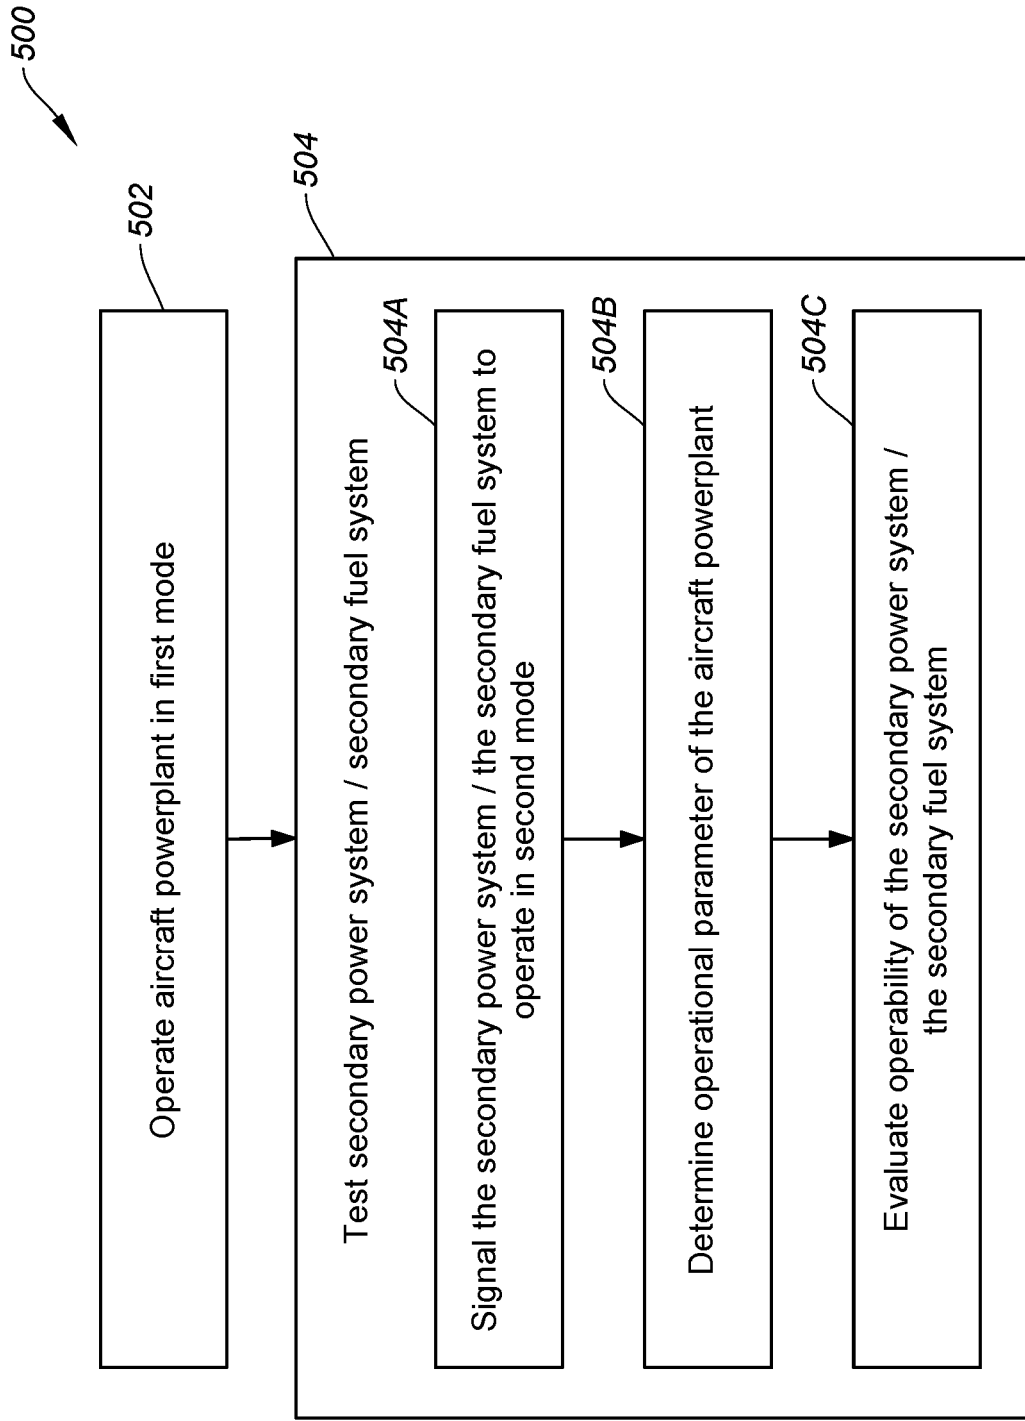 500
502
Operate aircraft powerplant in first mode
504
Test secondary power system / secondary fuel system
504A
Signal the secondary power system / the secondary fuel system to
operate in second mode
504B
Determine operational parameter of the aircraft powerplant
504C
Evaluate operability of the secondary power system /
the secondary fuel system